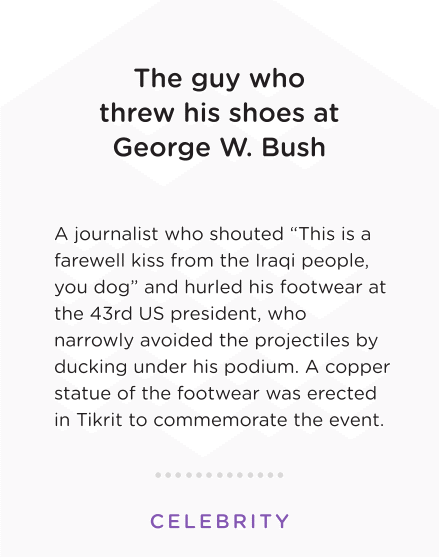 The guy who
threw his shoes at
George W. Bush
A journalist who shouted “This is a
farewell kiss from the Iraqi people,
you dog” and hurled his footwear at
the 43rd US president, who
narrowly avoided the projectiles by
ducking under his podium. A copper
statue of the footwear was erected
in Tikrit to commemorate the event.
CELEBRITY